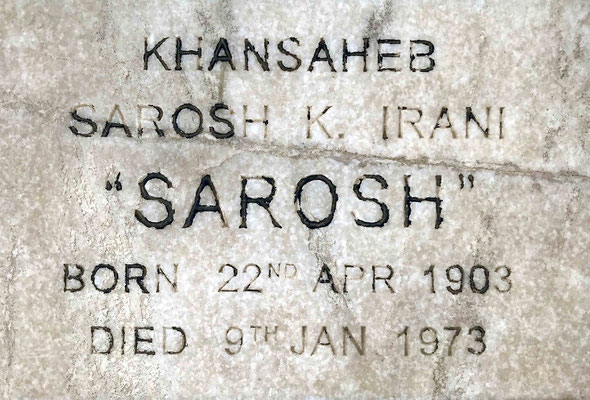 KHANSAHEB
SAROSH K. IRANI
"SAROSH"
BORN 22ND APR 1903
DIED 9TH JAN 1973